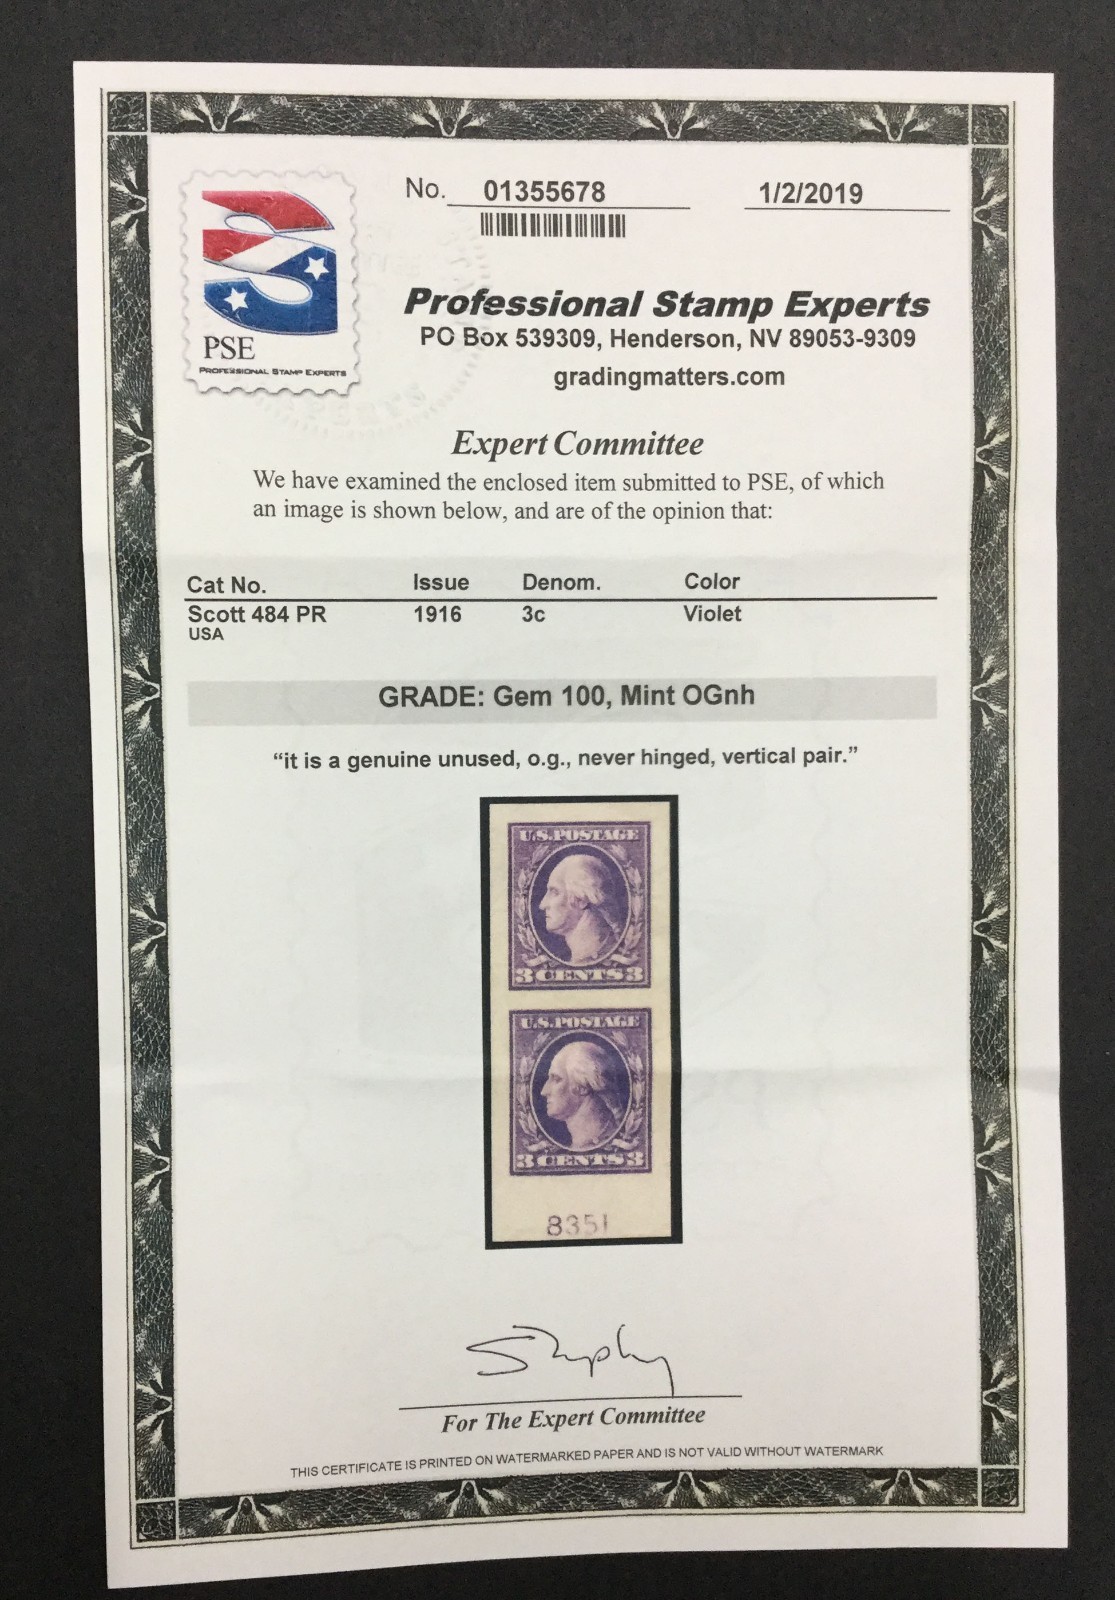 No. 01355678
1/2/2019
PSE
PROFESSIONAL STAMP EXPERTS
Professional Stamp Experts
PO Box 539309, Henderson, NV 89053-9309
gradingmatters.com
Expert Committee
We have examined the enclosed item submitted to PSE, of which
an image is shown below, and are of the opinion that:
Cat No. Issue Denom. Color
Scott 484 PR 1916 3c Violet
USA
GRADE: Gem 100, Mint OGnh
“it is a genuine unused, o.g., never hinged, vertical pair.”
U.S.POSTAGE
3 CENTS 3
U.S.POSTAGE
3 CENTS 3
8351
For The Expert Committee
THIS CERTIFICATE IS PRINTED ON WATERMARKED PAPER AND IS NOT VALID WITHOUT WATERMARK